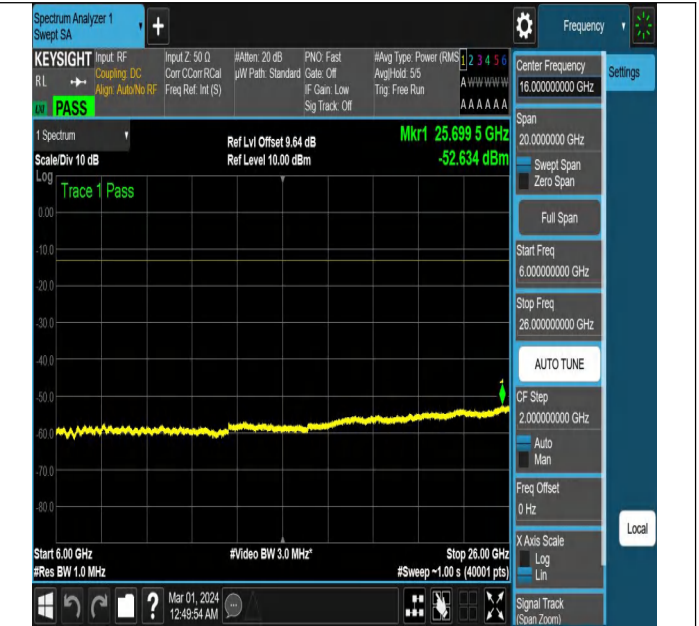 Spectrum Analyzer 1
Swept SA
+
Frequency
KEYSIGHT
RL
LXI
PASS
Input: RF
Coupling: DC
Align: Auto/No RF
Input Z: 50 Ω
Corr CCorr RCal
Freq Ref: Int (S)
#Atten: 20 dB
µW Path: Standard
PNO: Fast
Gate: Off
IF Gain: Low
Sig Track: Off
#Avg Type: Power (RMS
Avg|Hold: 5/5
Trig: Free Run
1 2 3 4 5 6
A W W W W W
A A A A A A
Center Frequency
16.000000000 GHz
Settings
1 Spectrum
Scale/Div 10 dB
Log
Ref Lvl Offset 9.64 dB
Ref Level 10.00 dBm
Mkr1 25.699 5 GHz
-52.634 dBm
Trace 1 Pass
0.00
-10.0
-20.0
-30.0
-40.0
-50.0
-60.0
-70.0
-80.0
1
Start 6.00 GHz
#Res BW 1.0 MHz
#Video BW 3.0 MHz*
Stop 26.00 GHz
#Sweep ~1.00 s (40001 pts)
Span
20.0000000 GHz
Swept Span
Zero Span
Full Span
Start Freq
6.000000000 GHz
Stop Freq
26.000000000 GHz
AUTO TUNE
CF Step
2.000000000 GHz
Auto
Man
Freq Offset
0 Hz
X Axis Scale
Log
Lin
Signal Track
(Span Zoom)
Local
?
Mar 01, 2024
12:49:54 AM